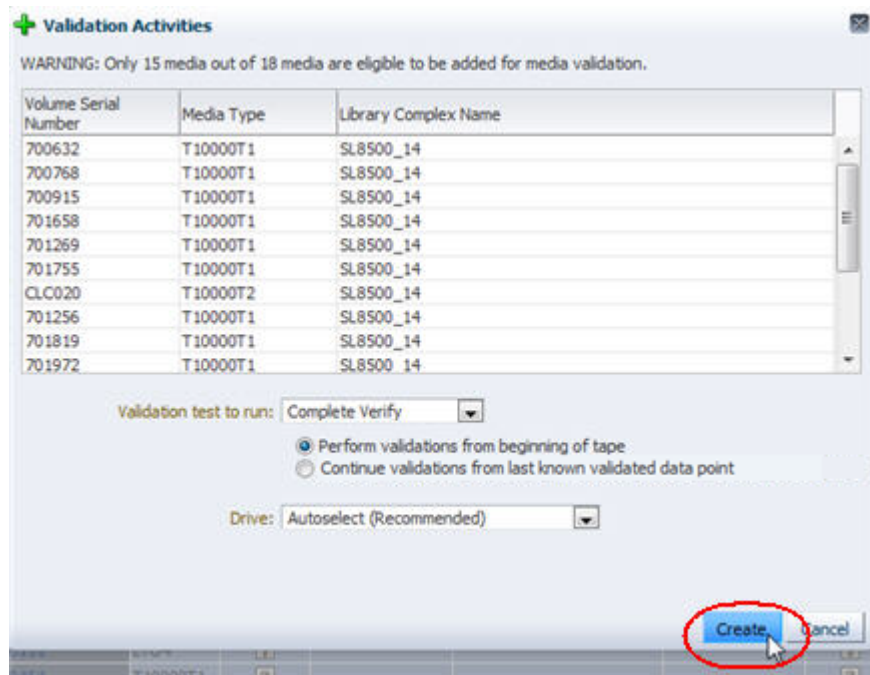 Validation Activities
WARNING: Only 15 media out of 18 media are eligible to be added for media validation.
Volume Serial Number Media Type Library Complex Name
700632 T10000T1 SL8500_14
700768 T10000T1 SL8500_14
700915 T10000T1 SL8500_14
701658 T10000T1 SL8500_14
701269 T10000T1 SL8500_14
701755 T10000T1 SL8500_14
CLC020 T10000T2 SL8500_14
701256 T10000T1 SL8500_14
701819 T10000T1 SL8500_14
701972 T10000T1 SL8500 14
Validation test to run: Complete Verify
Perform validations from beginning of tape
Continue validations from last known validated data point
Drive: Autoselect (Recommended)
Create Cancel